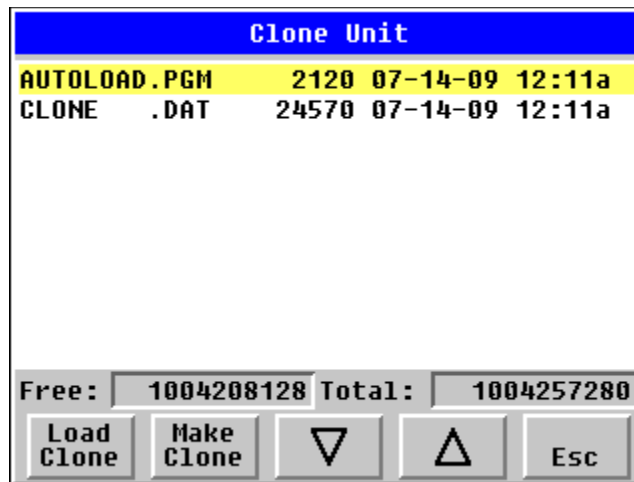 Clone Unit
AUTOLOAD.PGM 2120 07-14-09 12:11a
CLONE .DAT 24570 07-14-09 12:11a
Free: 1004208128 Total: 1004257280
Load Clone Make Clone Esc